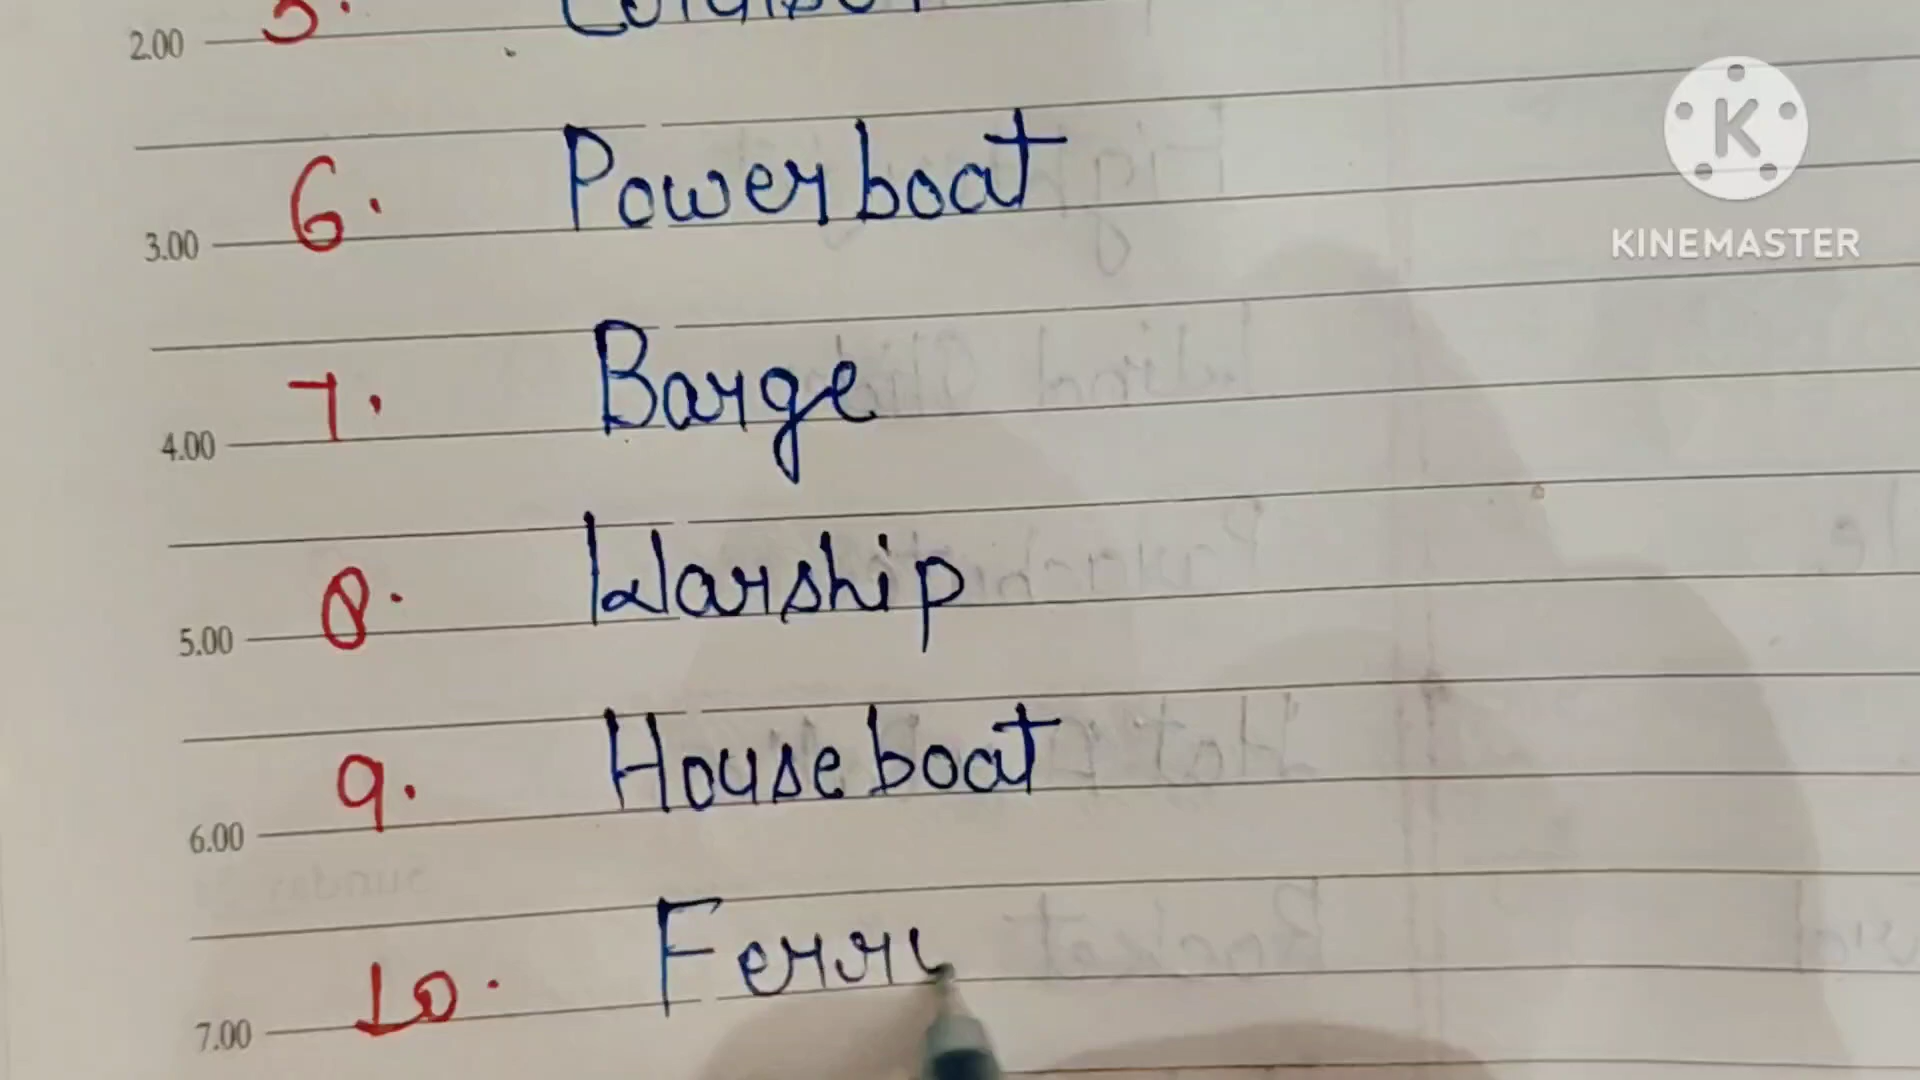 2.00 5.
6. Powerboat
3.00
7. Barge
4.00
8. Warship
5.00
9. Houseboat
6.00
10. Ferry
7.00
K
KINEMASTER